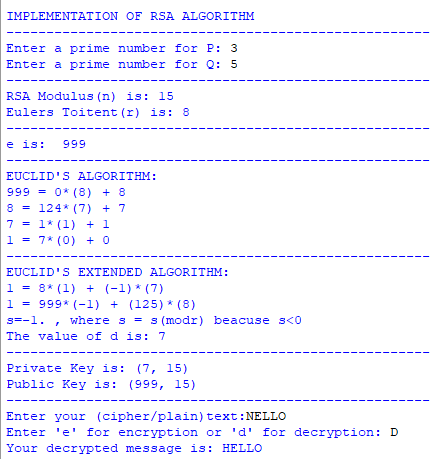 IMPLEMENTATION OF RSA ALGORITHM
Enter a prime number for P: 3
Enter a prime number for Q: 5
RSA Modulus(n) is: 15
Eulers Toitent(r) is: 8
e is:  999
EUCLID'S ALGORITHM:
999 = 0*(8) + 8
8 = 124*(7) + 7
7 = 1*(1) + 1
1 = 7*(0) + 0
EUCLID'S EXTENDED ALGORITHM:
1 = 8*(1) + (-1)*(7)
1 = 999*(-1) + (125)*(8)
s=-1. , where s = s(modr) beacuse s<0
The value of d is: 7
Private Key is: (7, 15)
Public Key is: (999, 15)
Enter your (cipher/plain)text:NELLO
Enter 'e' for encryption or 'd' for decryption: D
Your decrypted message is: HELLO